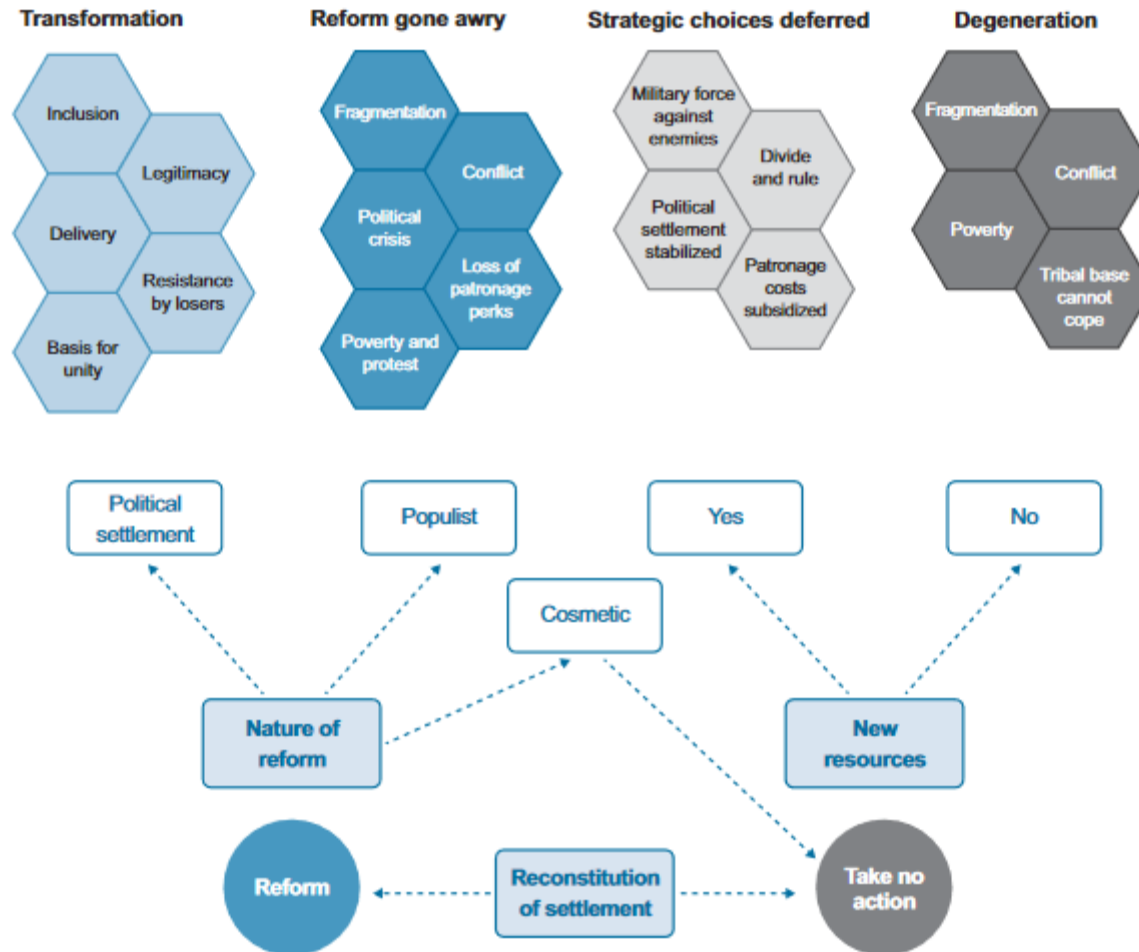 Transformation
Reform gone awry
Strategic choices deferred
Degeneration
Inclusion
Legitimacy
Delivery
Resistance
by losers
Basis for
unity
Fragmentation
Conflict
Political
crisis
Loss of
patronage
perks
Poverty and
protest
Military force
against
enemies
Divide
and rule
Political
settlement
stabilized
Patronage
costs
subsidized
Fragmentation
Conflict
Poverty
Tribal base
cannot
cope
Political
settlement
Populist
Yes
No
Cosmetic
Nature of
reform
New
resources
Reform
Reconstitution
of settlement
Take no
action